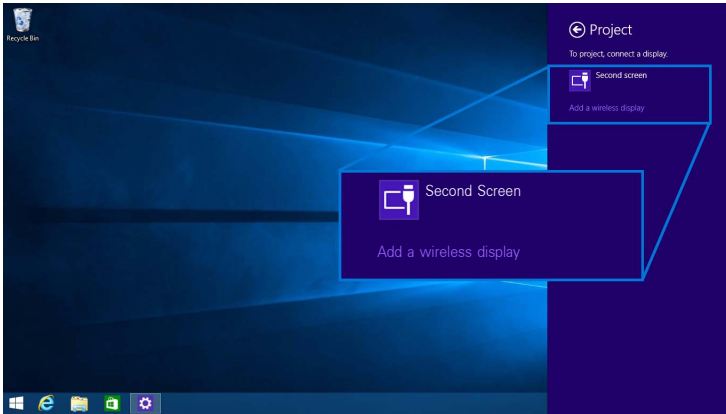 Recycle Bin
Project
To project, connect a display.
Second screen
Add a wireless display
Second Screen
Add a wireless display